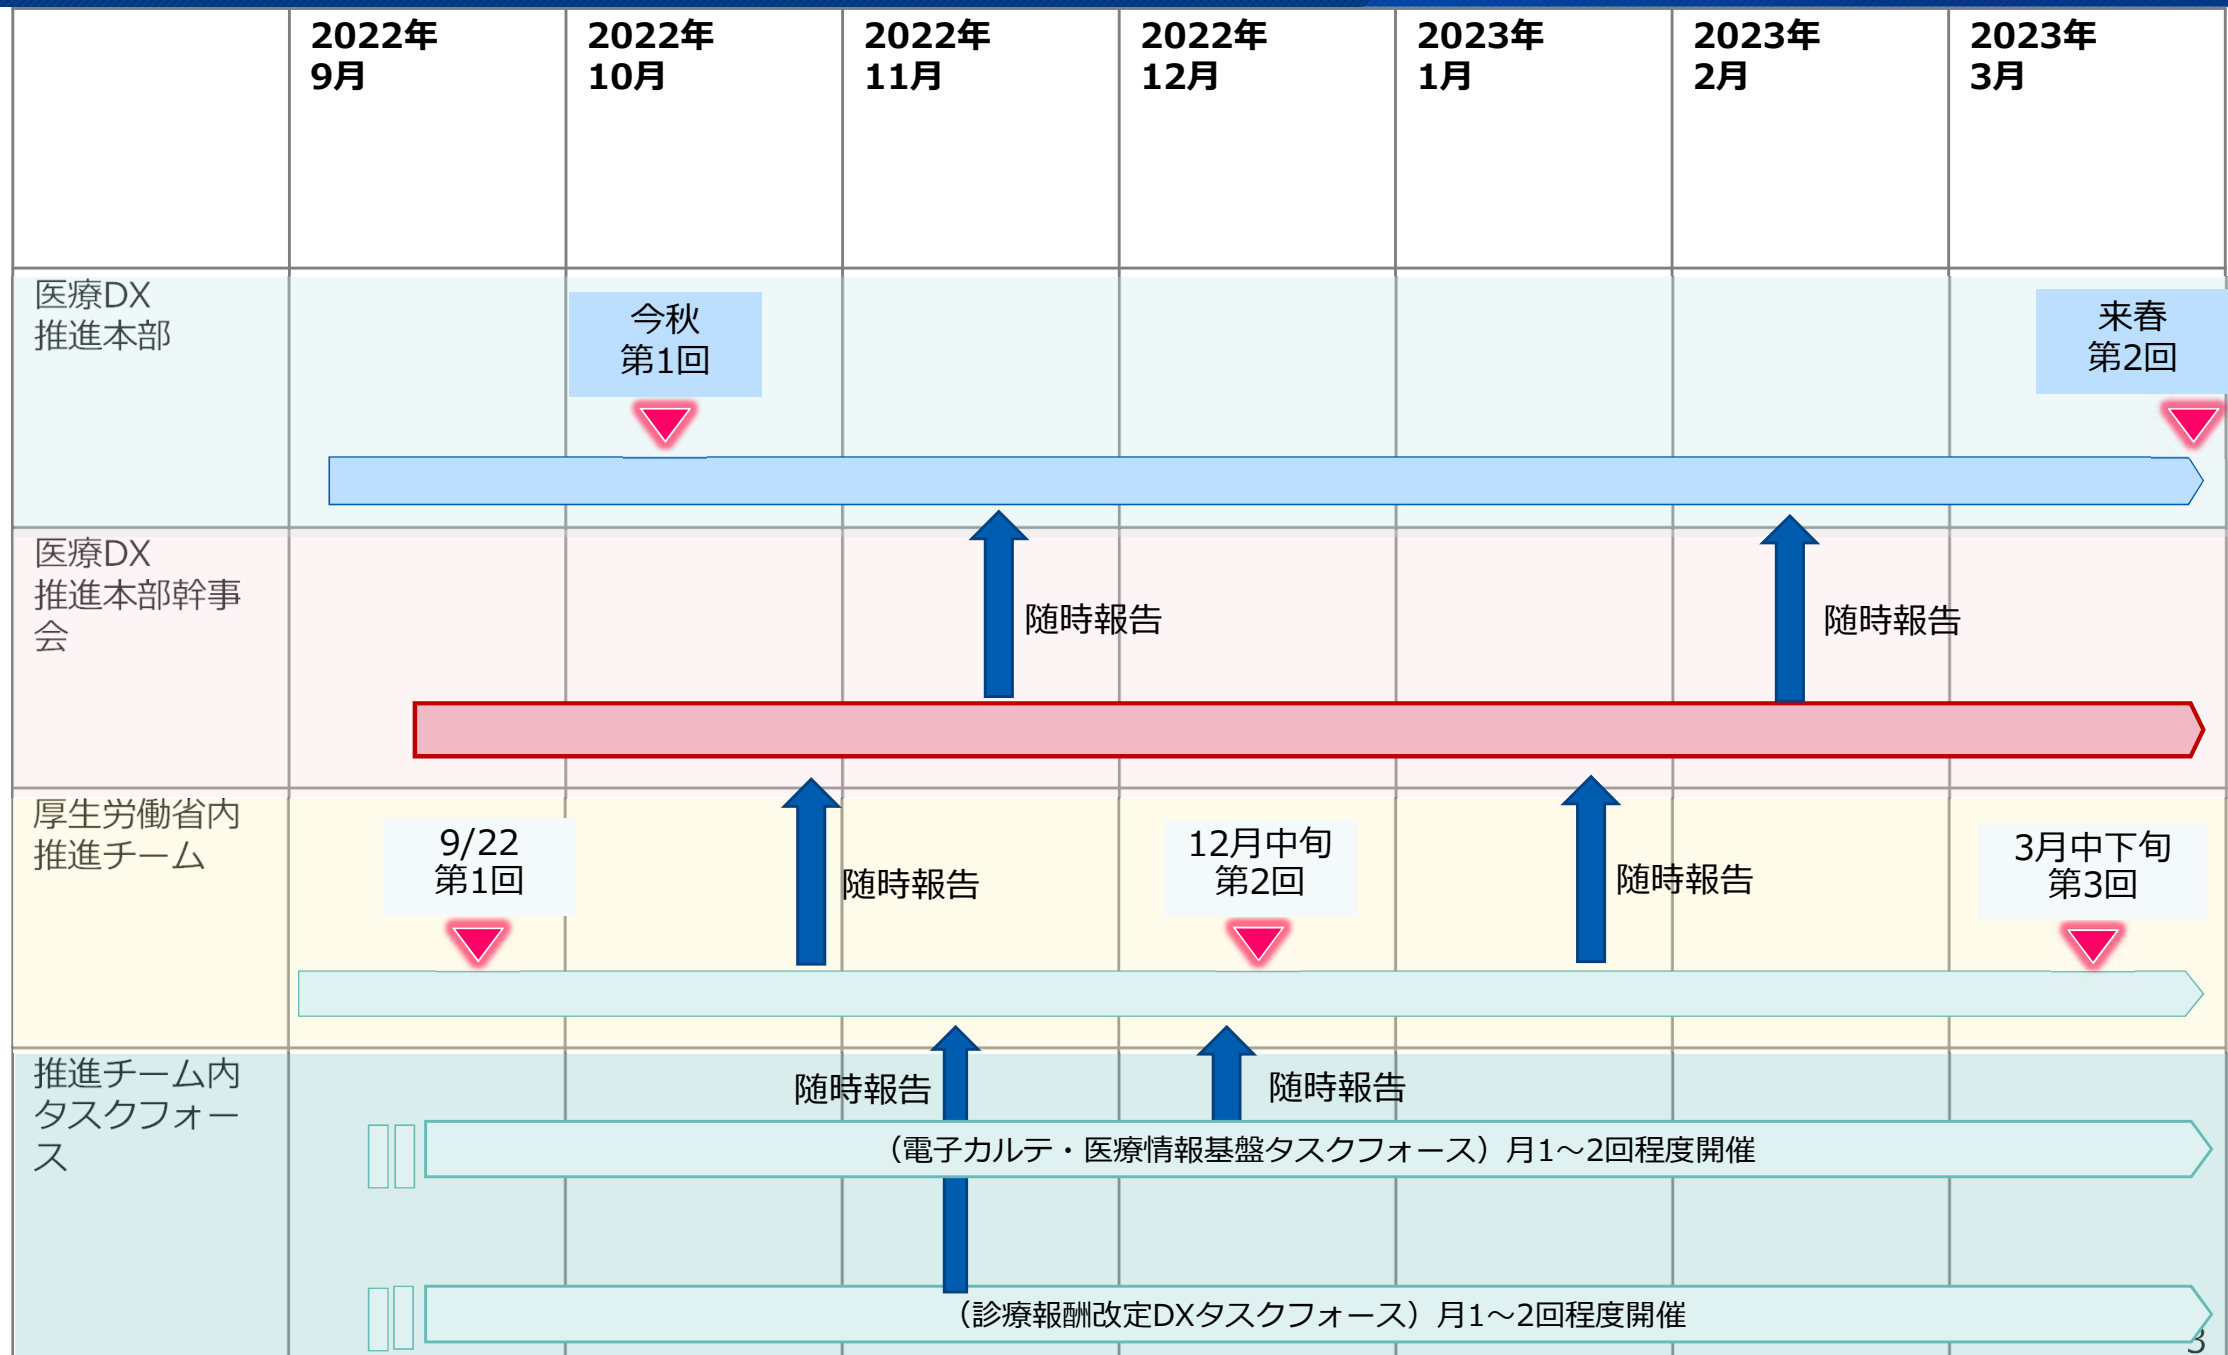 2022年
9月
2022年
10月
2022年
11月
2022年
12月
2023年
1月
2023年
2月
2023年
3月
医療DX
推進本部
今秋
第1回
来春
第2回
医療DX
推進本部幹事
会
随時報告
随時報告
厚生労働省内
推進チーム
9/22
第1回
随時報告
12月中旬
第2回
随時報告
3月中下旬
第3回
推進チーム内
タスクフォー
ス
随時報告
随時報告
（電子カルテ・医療情報基盤タスクフォース）月1～2回程度開催
（診療報酬改定DXタスクフォース）月1～2回程度開催
3